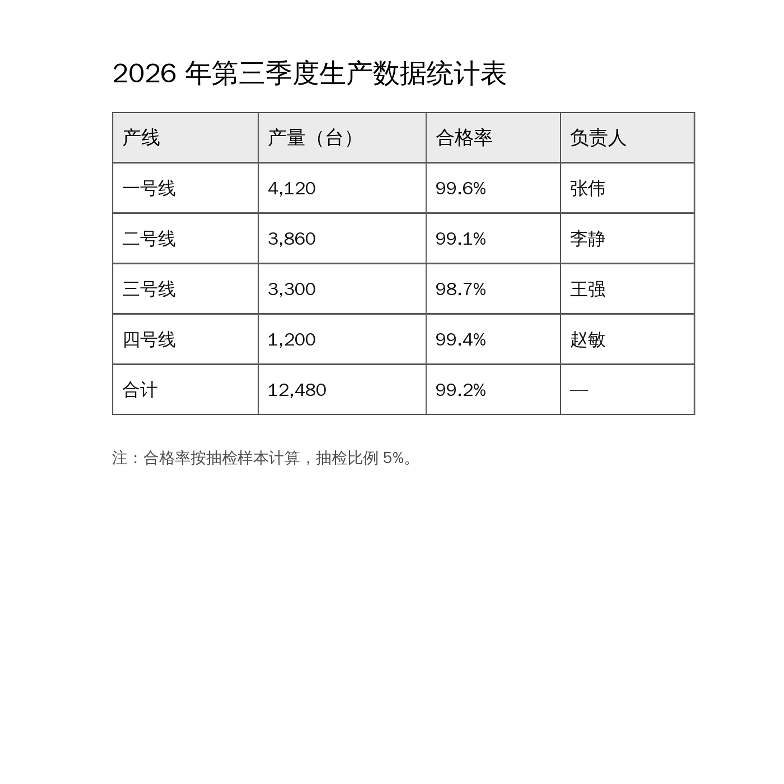 2026 年第三季度生产数据统计表
产线 产量（台） 合格率 负责人
一号线 4,120 99.6% 张伟
二号线 3,860 99.1% 李静
三号线 3,300 98.7% 王强
四号线 1,200 99.4% 赵敏
合计 12,480 99.2% —
注：合格率按抽检样本计算，抽检比例 5%。